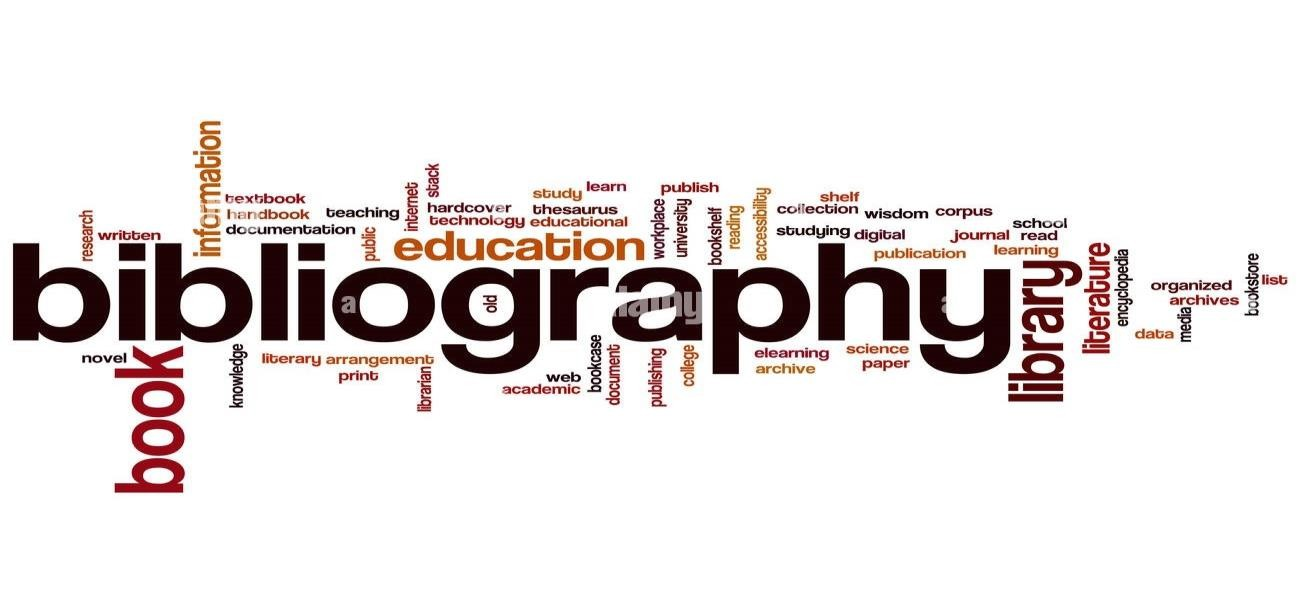 information
stack
internet
study
learn
publish
textbook
handbook
teaching
hardcover
thesaurus
technology
educational
documentation
research
written
public
education
workplace
university
bookshelf
reading
accessibility
shelf
collection
wisdom
corpus
studying
digital
school
journal
read
publication
learning
bibliography
old
library
literature
encyclopedia
organized
archives
data
media
bookstore
list
novel
book
knowledge
literary
arrangement
print
librarian
web
academic
bookcase
document
publishing
college
elearning
archive
science
paper
a
alamy
a